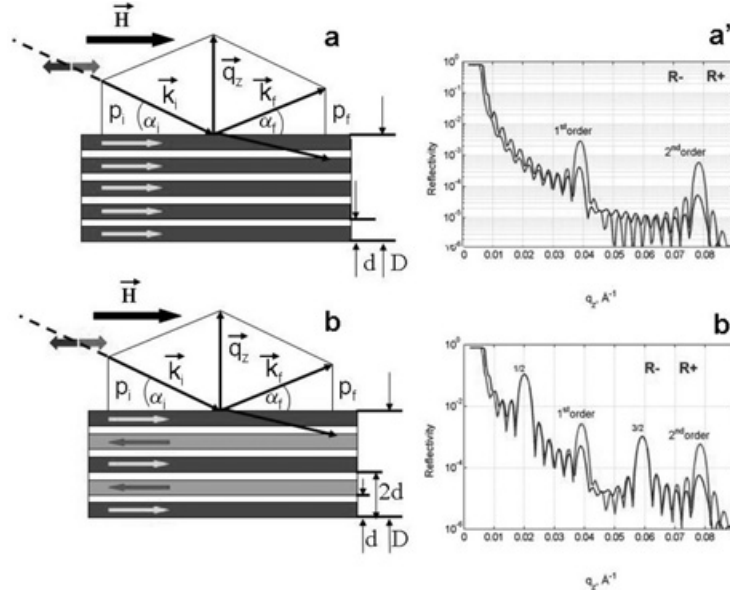 H
a
q_z
k_i
k_f
p_i
α_i
α_f
p_f
d
D
a'
R- R+
1st order
2nd order
10^0
10^-1
10^-2
10^-3
10^-4
10^-5
10^-6
Reflectivity
0 0.01 0.02 0.03 0.04 0.05 0.06 0.07 0.08
q_z, Å^-1
H
b
q_z
k_i
k_f
p_i
α_i
α_f
p_f
2d
d
D
b
R- R+
1/2
1st order
3/2
2nd order
10^0
10^-2
10^-4
10^-6
Reflectivity
0 0.01 0.02 0.03 0.04 0.05 0.06 0.07 0.08
q_z, Å^-1